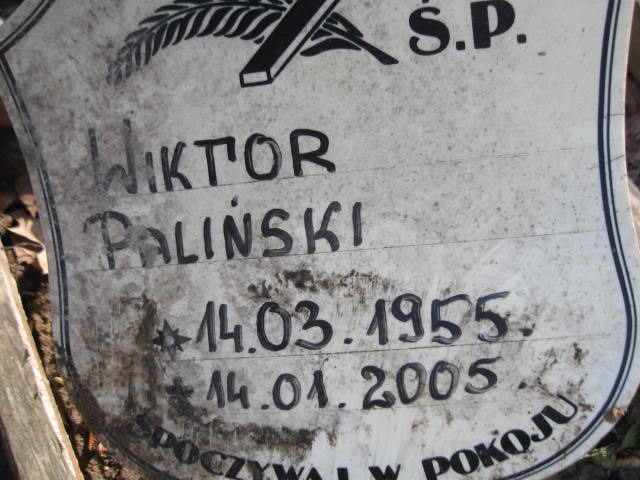 Ś.P.
WIKTOR
PALIŃSKI
14.03.1955.
14.01.2005.
SPOCZYWAJ W POKOJU